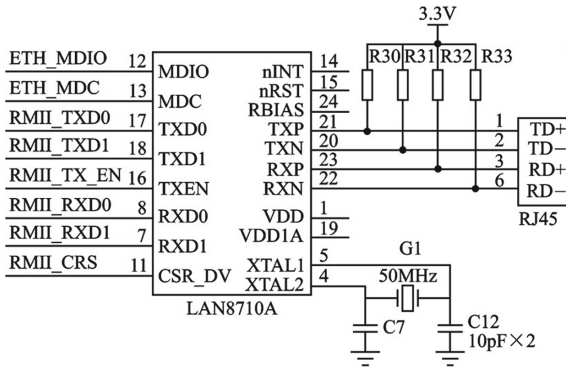 3.3V
R30 R31 R32 R33
ETH_MDIO 12 MDIO nINT 14
ETH_MDC 13 MDC nRST 15
RBIAS 24
RMII_TXD0 17 TXD0 TXP 21 1 TD+
RMII_TXD1 18 TXD1 TXN 20 2 TD−
RXP 23 3 RD+
RMII_TX_EN 16 TXEN RXN 22 6 RD−
RJ45
RMII_RXD0 8 RXD0 VDD 1
RMII_RXD1 7 RXD1 VDD1A 19
G1
RMII_CRS 11 CSR_DV XTAL1 5 50MHz
XTAL2 4
LAN8710A
C7 C12
10pF×2